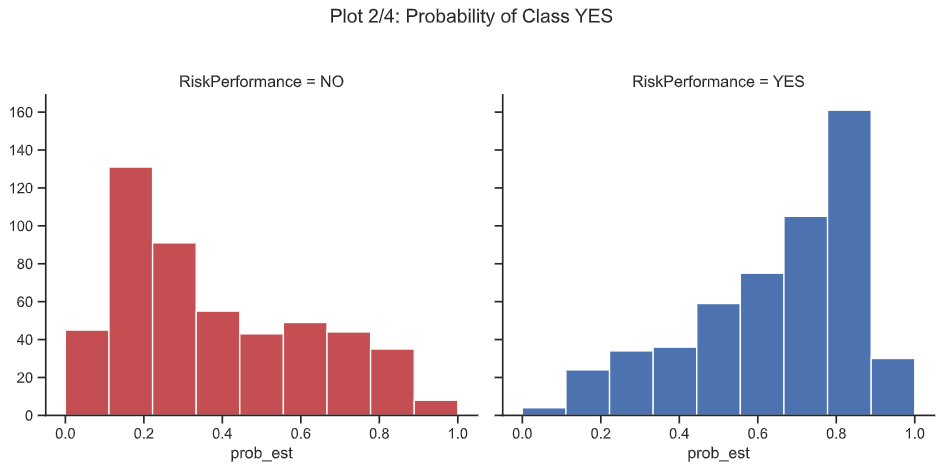 Plot 2/4: Probability of Class YES
RiskPerformance = NO
RiskPerformance = YES
160
140
120
100
80
60
40
20
0
0.0 0.2 0.4 0.6 0.8 1.0
0.0 0.2 0.4 0.6 0.8 1.0
prob_est
prob_est